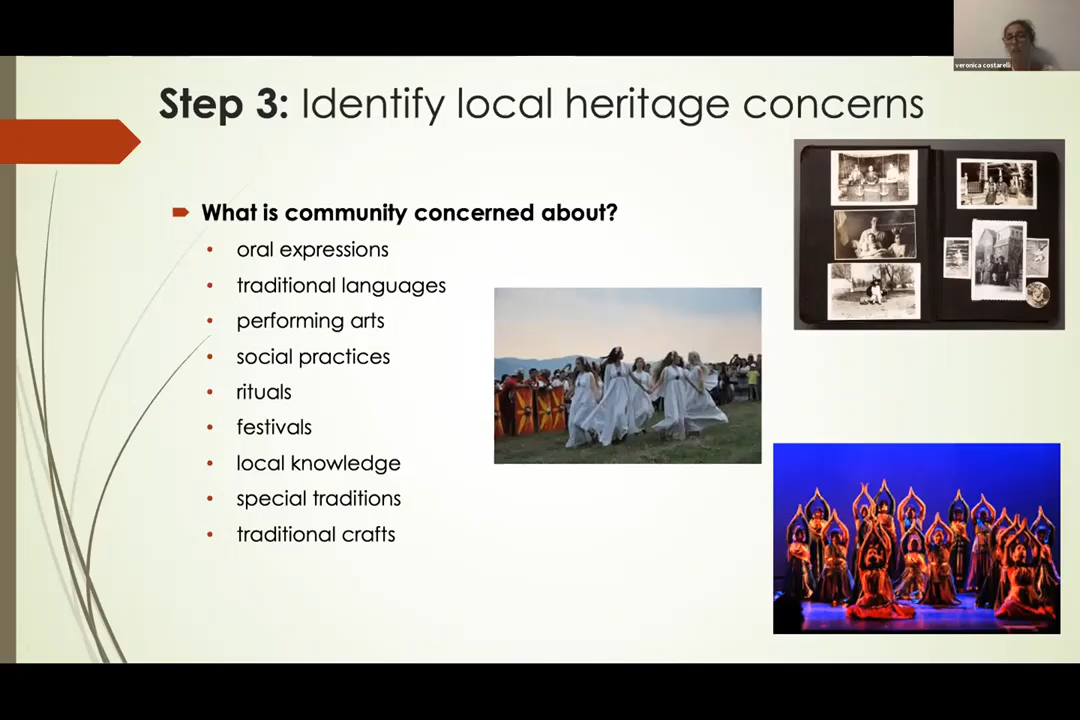 veronica costarelli
Step 3: Identify local heritage concerns
What is community concerned about?
oral expressions
traditional languages
performing arts
social practices
rituals
festivals
local knowledge
special traditions
traditional crafts